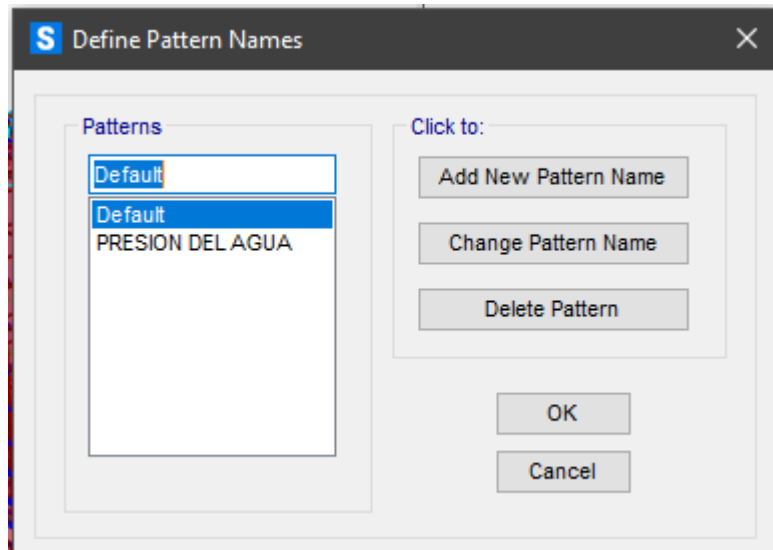 S Define Pattern Names
Patterns
Default
Default
PRESION DEL AGUA
Click to:
Add New Pattern Name
Change Pattern Name
Delete Pattern
OK
Cancel